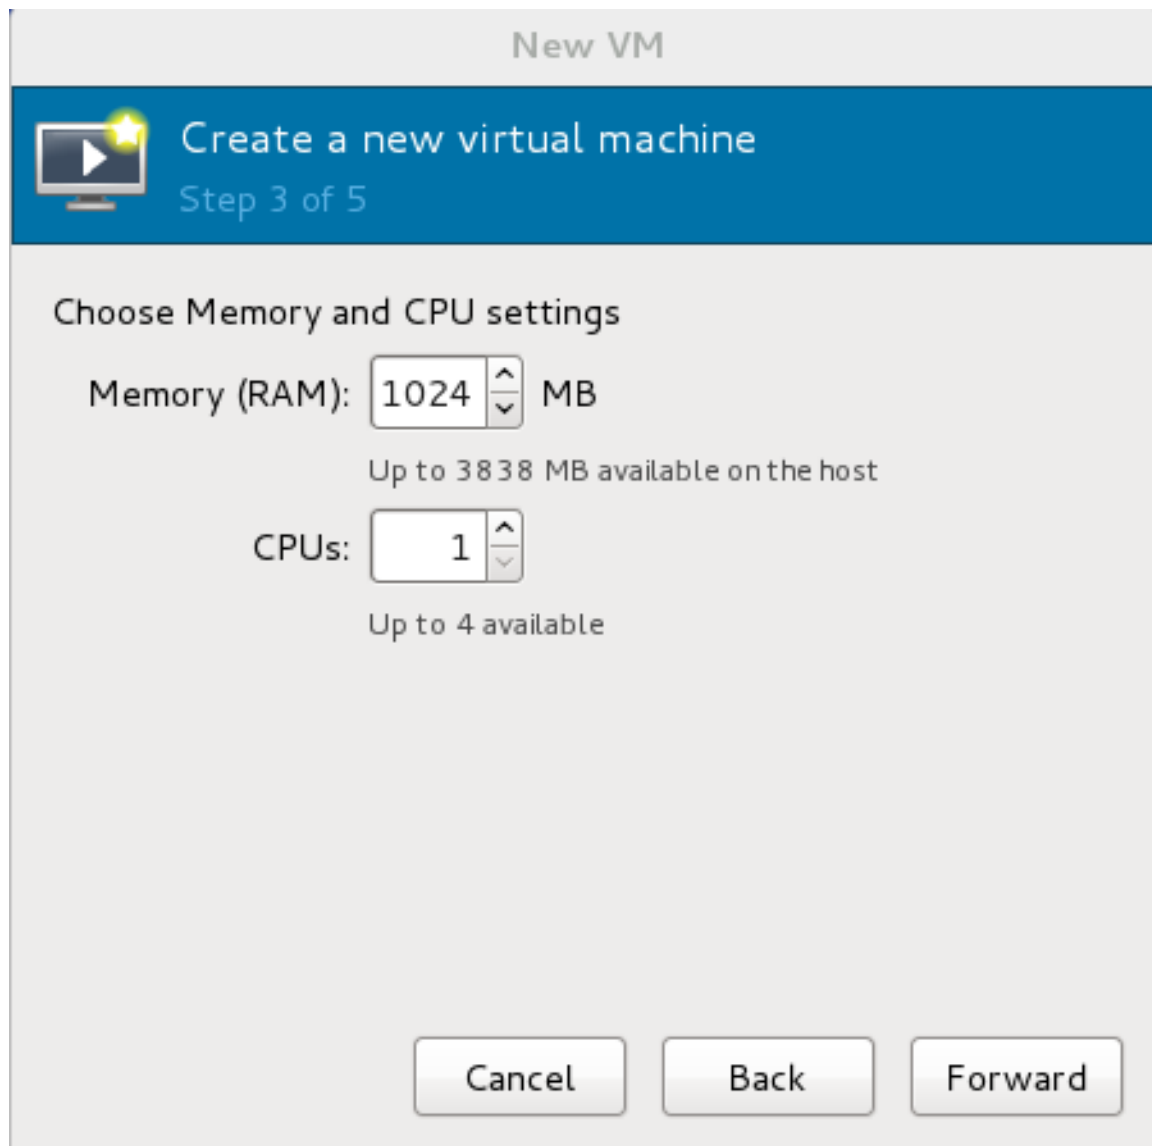 New VM
Create a new virtual machine
Step 3 of 5
Choose Memory and CPU settings
Memory (RAM): 1024 MB
Up to 3838 MB available on the host
CPUs: 1
Up to 4 available
Cancel Back Forward